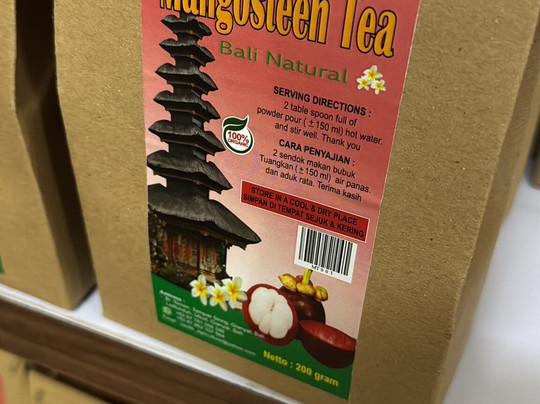 Mangosteen Tea
Bali Natural
SERVING DIRECTIONS :
2 table spoon full of
powder pour ( ± 150 ml ) hot water.
and stir well. Thank you
100%
ORGANIC
CARA PENYAJIAN :
2 sendok makan bubuk
Tuangkan ( ± 150 ml ) air panas.
dan aduk rata. Terima kasih
STORE IN A COOL & DRY PLACE
SIMPAN DI TEMPAT SEJUK & KERING
Netto : 200 gram